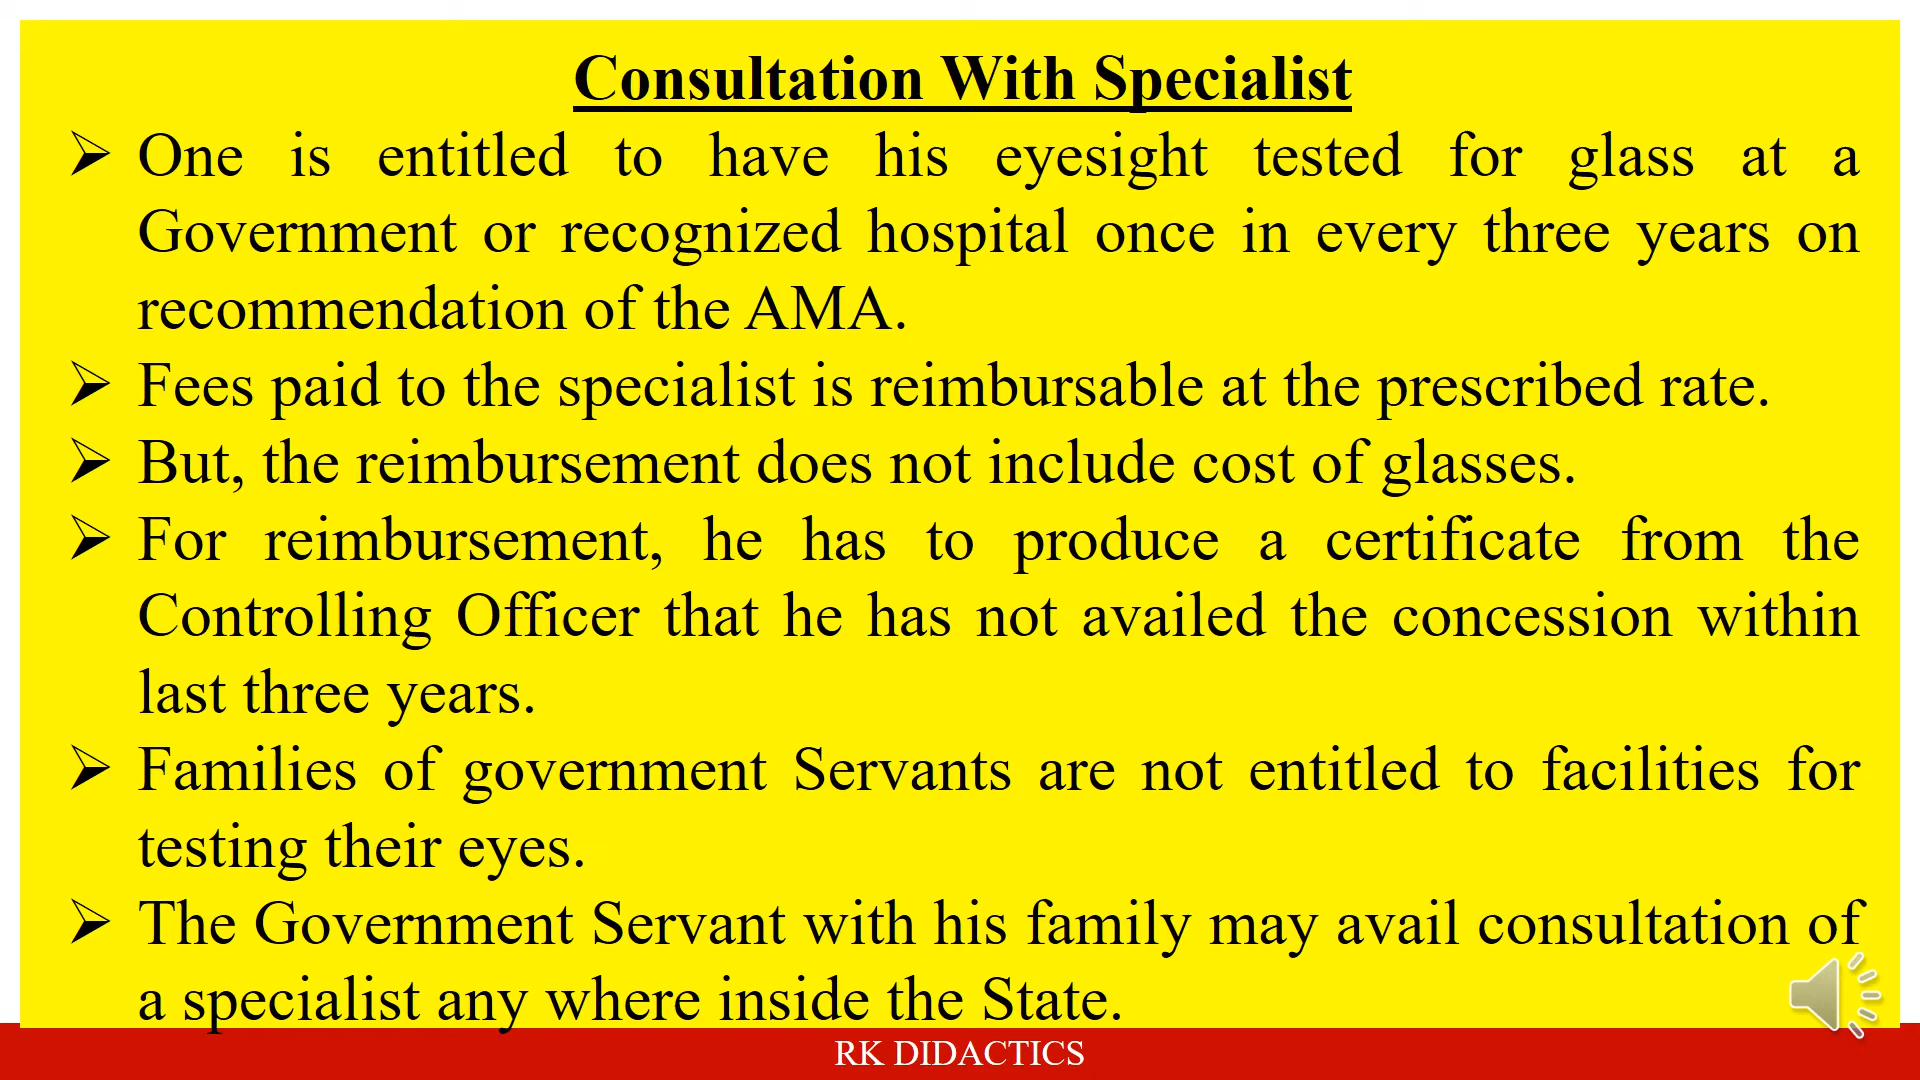 Consultation With Specialist
➢ One is entitled to have his eyesight tested for glass at a
Government or recognized hospital once in every three years on
recommendation of the AMA.
➢ Fees paid to the specialist is reimbursable at the prescribed rate.
➢ But, the reimbursement does not include cost of glasses.
➢ For reimbursement, he has to produce a certificate from the
Controlling Officer that he has not availed the concession within
last three years.
➢ Families of government Servants are not entitled to facilities for
testing their eyes.
➢ The Government Servant with his family may avail consultation of
a specialist any where inside the State.
RK DIDACTICS